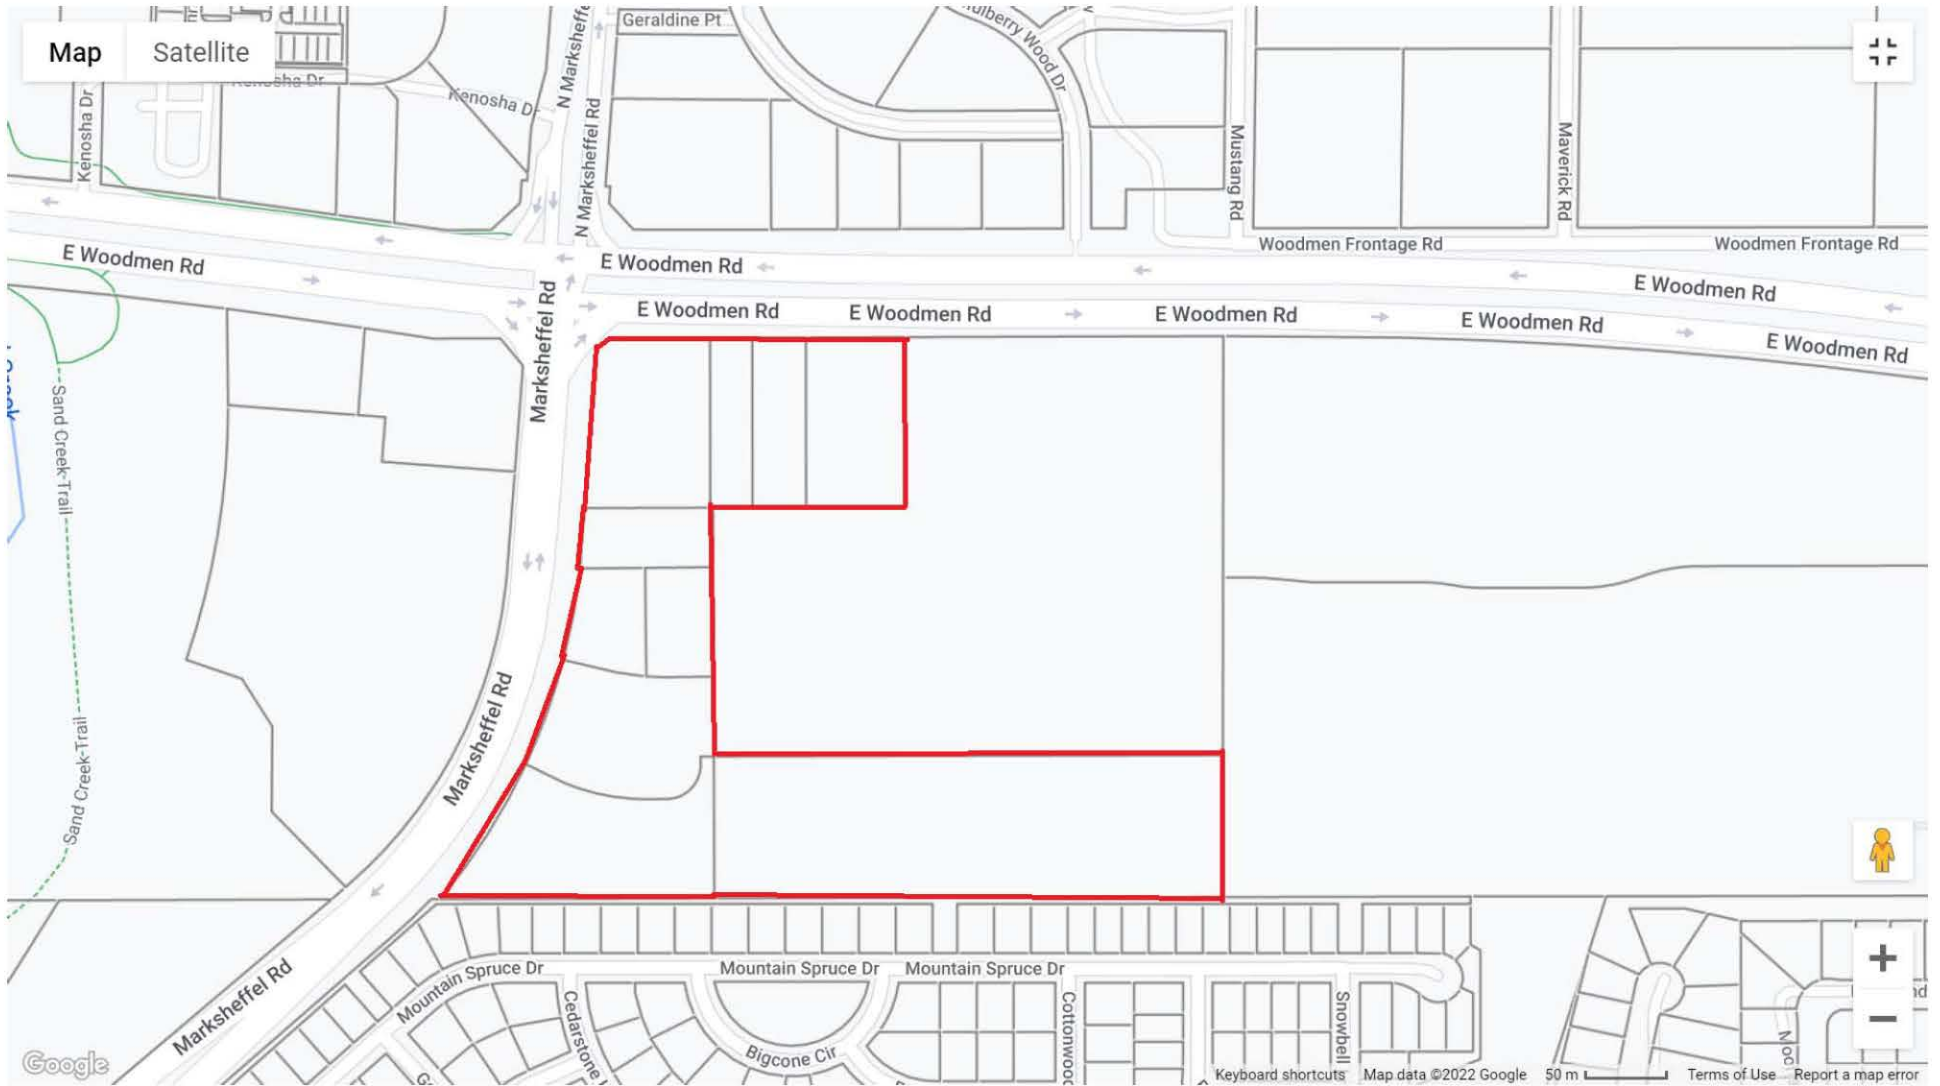 Geraldine Pt
Map
Satellite
Kenosha Dr
Kenosha Dr
Kenosha Dr
N Marksheffel Rd
Mulberry Wood Dr
N Marksheffel Rd
Mustang Rd
Maverick Rd
Woodmen Frontage Rd
Woodmen Frontage Rd
E Woodmen Rd
E Woodmen Rd
E Woodmen Rd
E Woodmen Rd
E Woodmen Rd
E Woodmen Rd
E Woodmen Rd
E Woodmen Rd
Marksheffel Rd
Sand Creek-Trail
Marksheffel Rd
Sand Creek-Trail
Marksheffel Rd
Mountain Spruce Dr
Mountain Spruce Dr
Mountain Spruce Dr
Cedarstone
Cottonwood
Snowbell
Bigcone Cir
Google
Keyboard shortcuts
Map data ©2022 Google
50 m
Terms of Use
Report a map error